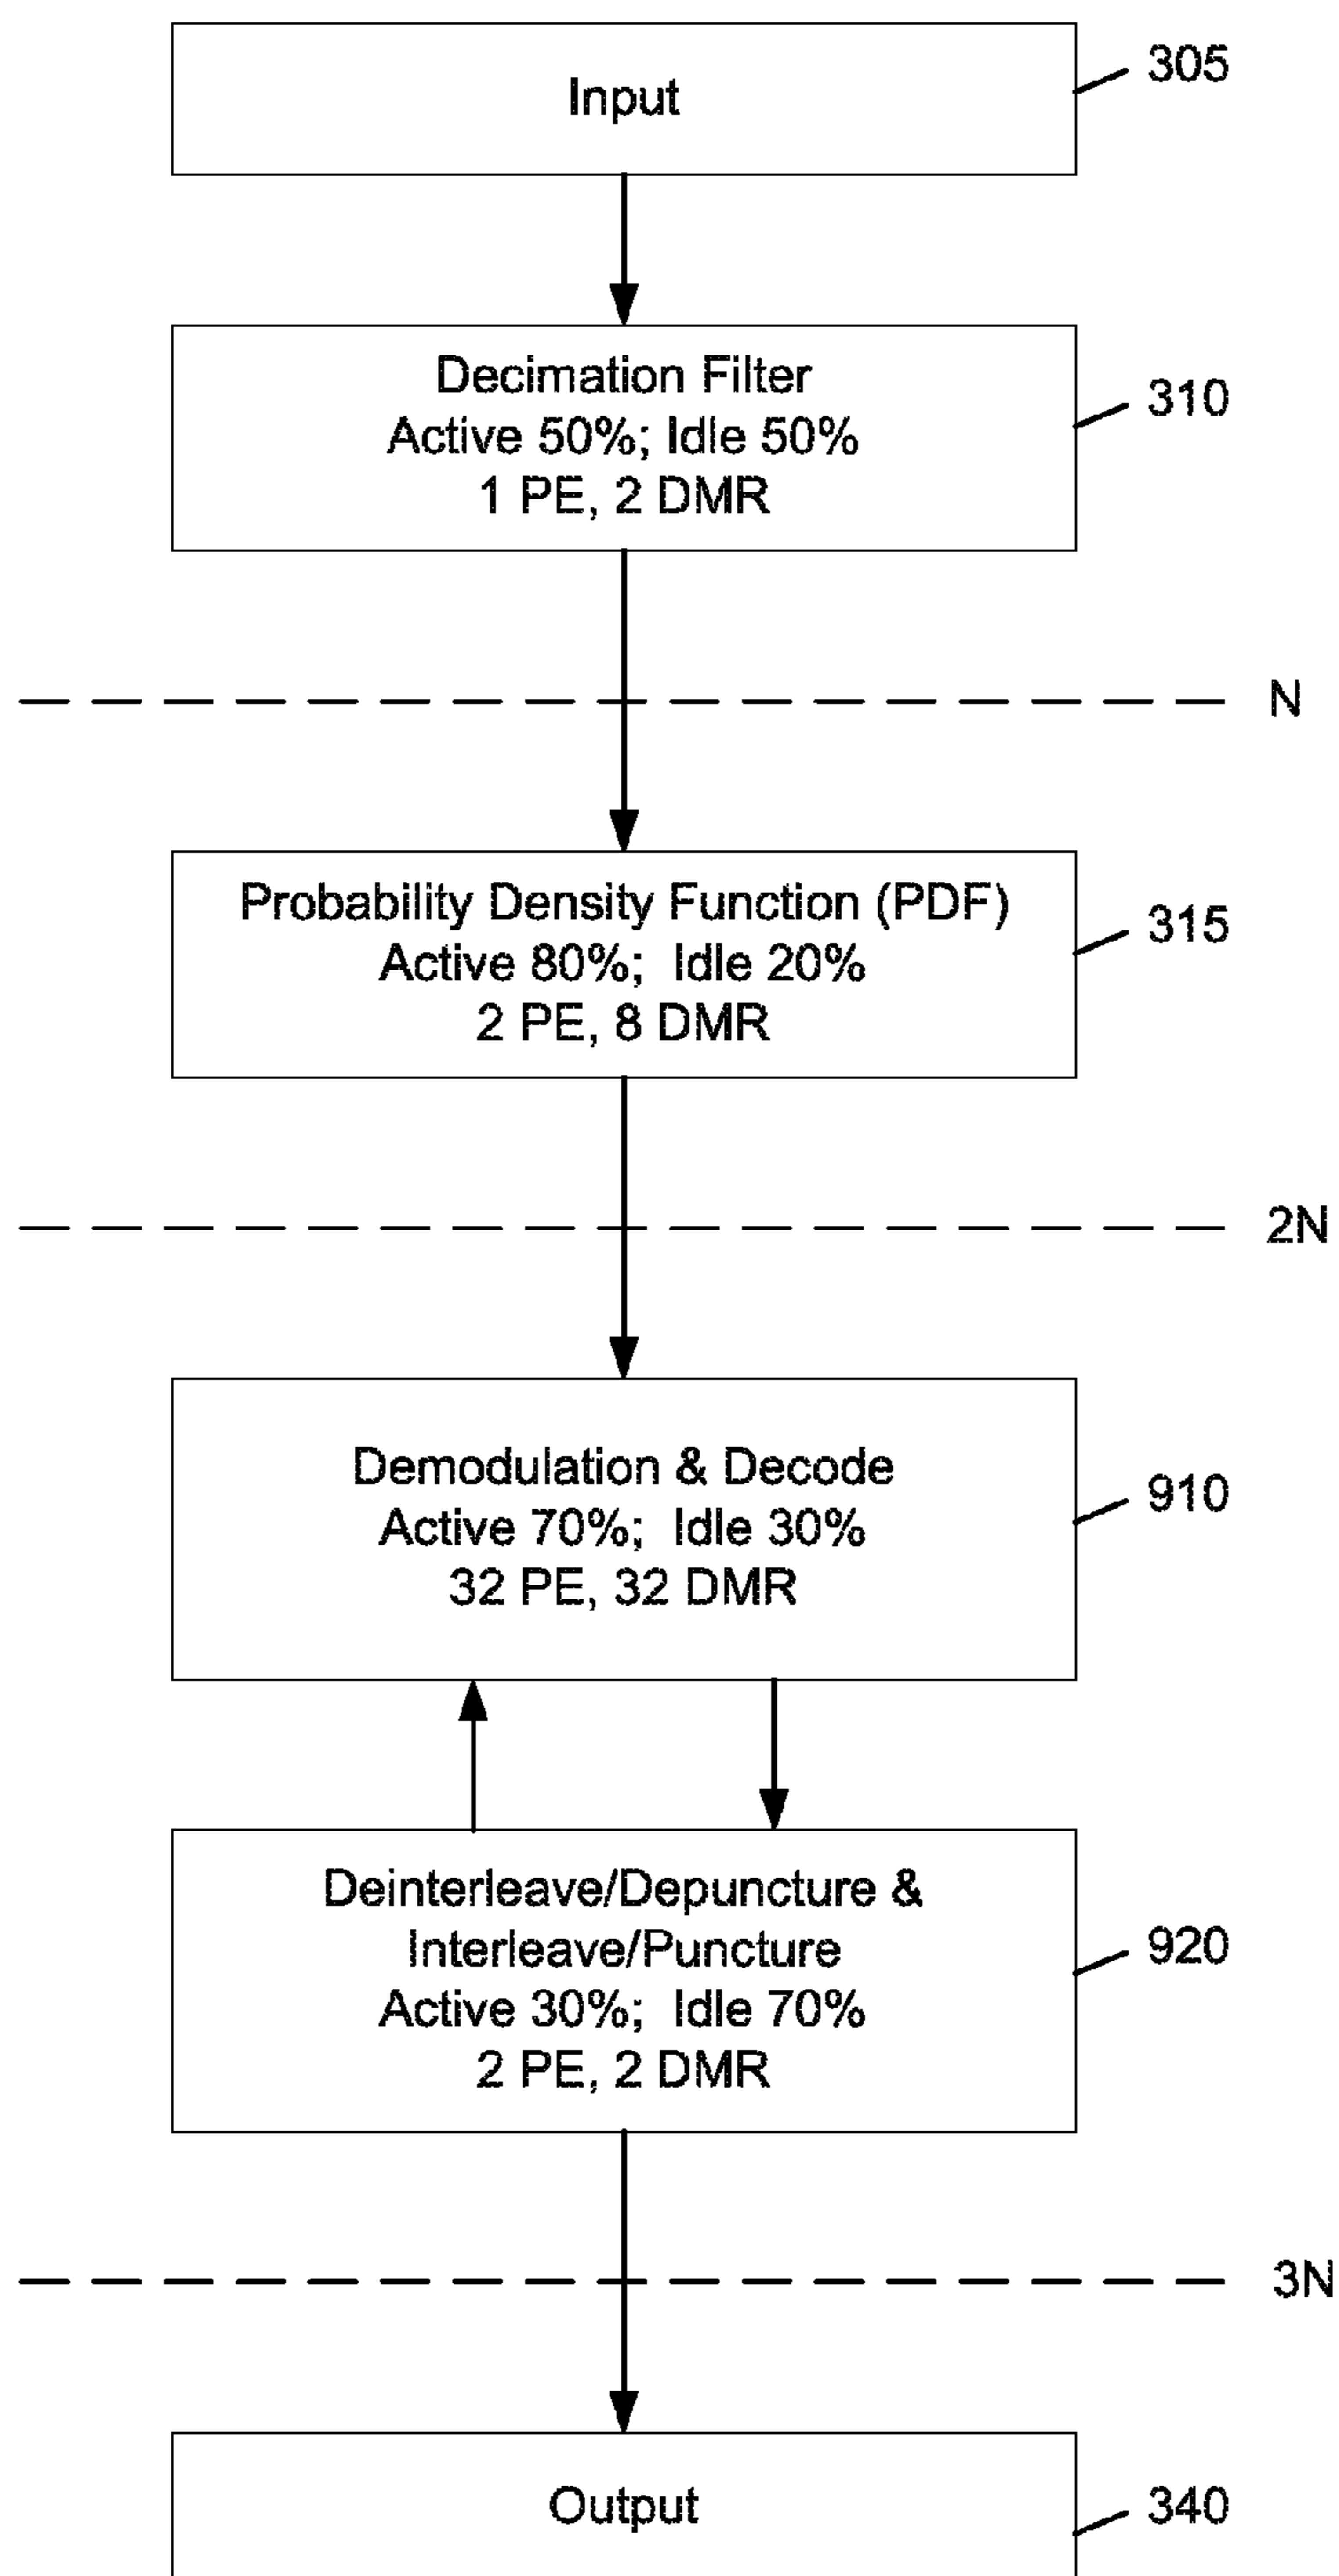 Input
305
Decimation Filter
Active 50%; Idle 50%
1 PE, 2 DMR
310
N
Probability Density Function (PDF)
Active 80%; Idle 20%
2 PE, 8 DMR
315
2N
Demodulation & Decode
Active 70%; Idle 30%
32 PE, 32 DMR
910
Deinterleave/Depuncture &
Interleave/Puncture
Active 30%; Idle 70%
2 PE, 2 DMR
920
3N
Output
340